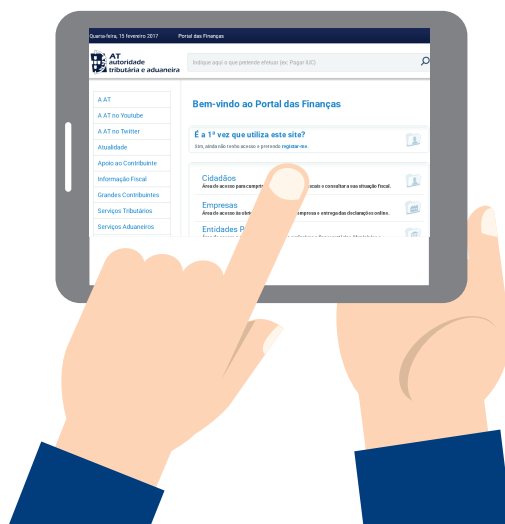 Quarta-feira, 15 fevereiro 2017 Portal das Finanças
AT
autoridade
tributária e aduaneira
Indique aqui o que pretende efetuar (ex: Pagar IUC)
A AT
A AT no Youtube
A AT no Twitter
Atualidade
Apoio ao Contribuinte
Informação Fiscal
Grandes Contribuintes
Serviços Tributários
Serviços Aduaneiros
Bem-vindo ao Portal das Finanças
É a 1ª vez que utiliza este site?
Sim, ainda não tenho acesso e pretendo registar-me.
Cidadãos
Área de acesso para cumprir scais e consultar a sua situação fiscal.
Empresas
Área de acesso às empresa e entrega das declarações online.
Entidades P